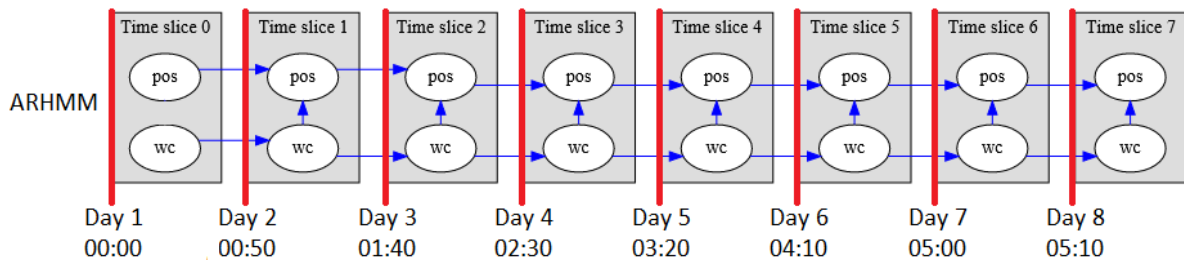 Time slice 0 Time slice 1 Time slice 2 Time slice 3 Time slice 4 Time slice 5 Time slice 6 Time slice 7
pos pos pos pos pos pos pos pos
ARHMM
wc wc wc wc wc wc wc wc
Day 1 Day 2 Day 3 Day 4 Day 5 Day 6 Day 7 Day 8
00:00 00:50 01:40 02:30 03:20 04:10 05:00 05:10